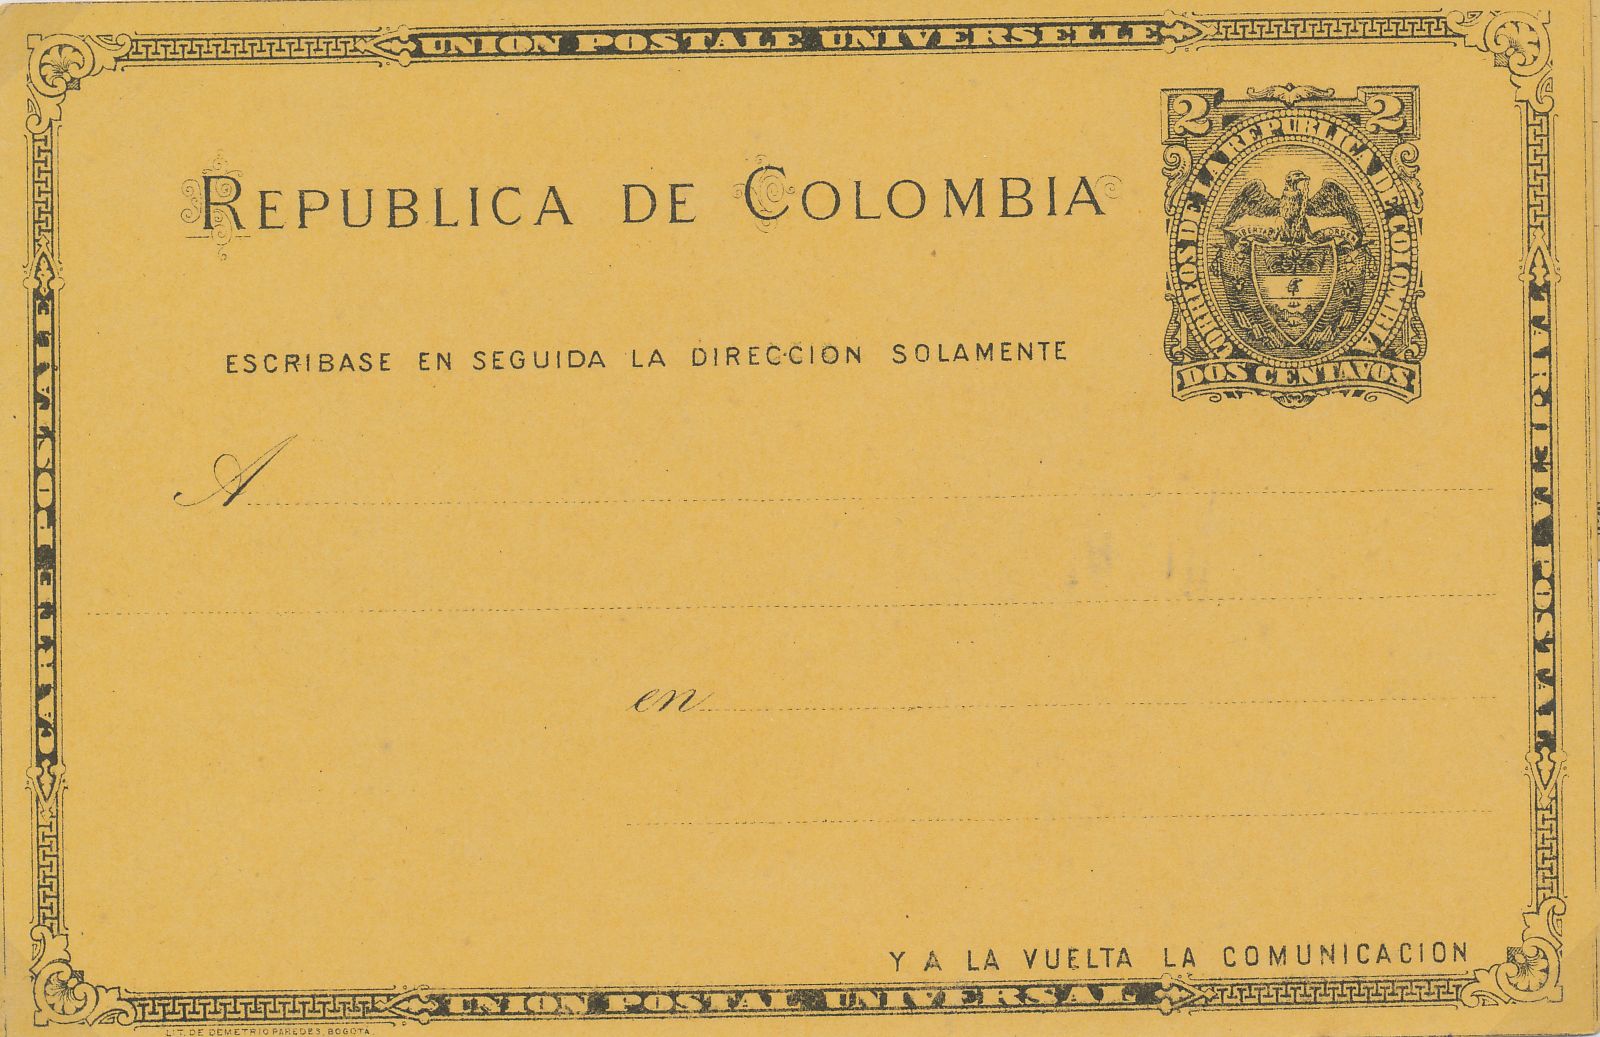 UNION POSTALE UNIVERSELLE
2 2
CORREOS DE LA REPUBLICA DE COLOMBIA
LIBERTAD Y ORDEN
DOS CENTAVOS
REPUBLICA DE COLOMBIA
ESCRIBASE EN SEGUIDA LA DIRECCION SOLAMENTE
A
en
Y A LA VUELTA LA COMUNICACION
CARTE POSTALE
TARJETA POSTAL
UNION POSTAL UNIVERSAL
LIT. DE DEMETRIO PAREDES, BOGOTA.